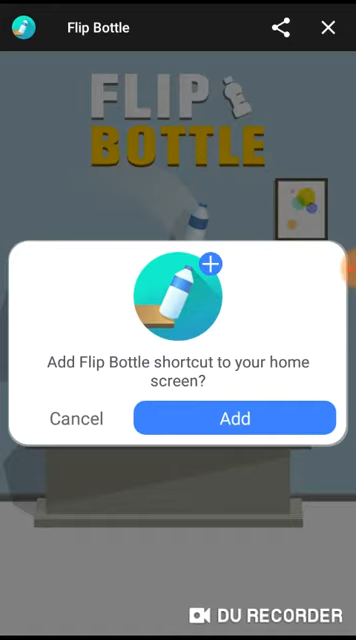 Flip Bottle
FLIP
BOTTLE
Add Flip Bottle shortcut to your home
screen?
Cancel
Add
DU RECORDER